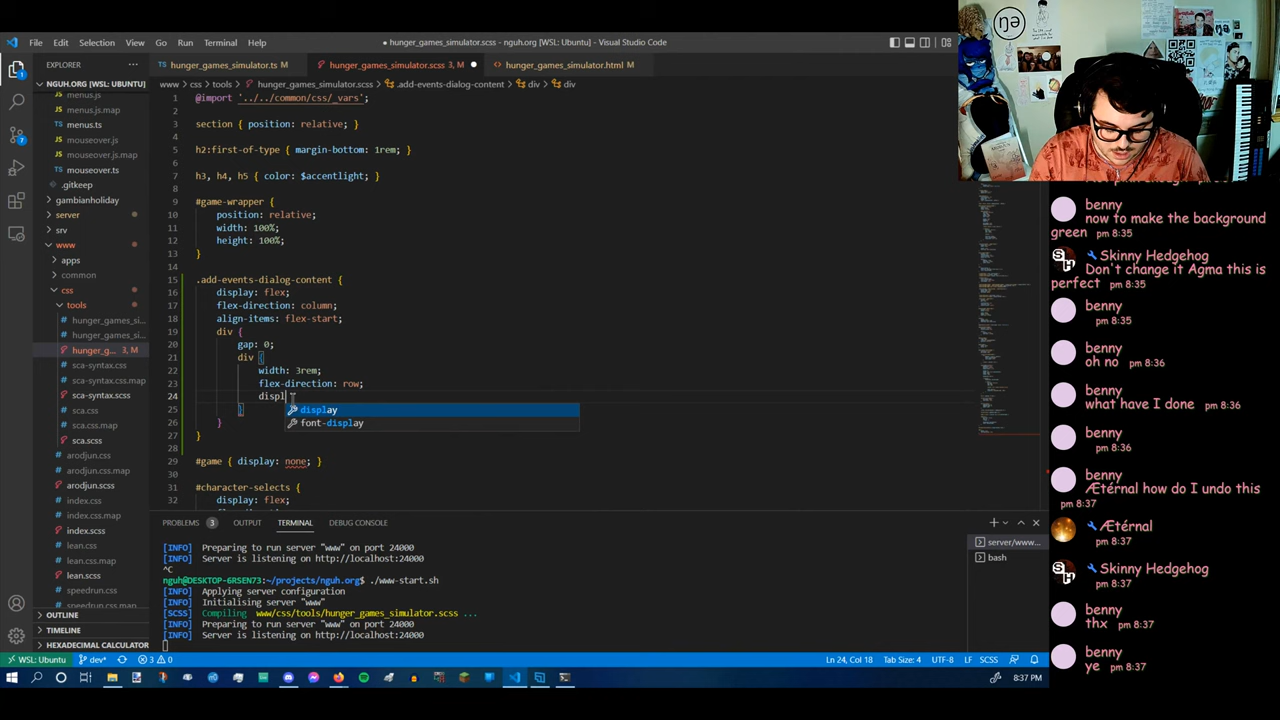 File Edit Selection View Go Run Terminal Help
hunger_games_simulator.scss - nguh.org [WSL: Ubuntu] - Visual Studio Code
EXPLORER
hunger_games_simulator.ts M
hunger_games_simulator.scss 3, M
hunger_games_simulator.html M
NGUH.ORG [WSL: UBUNTU]
www > css > tools > hunger_games_simulator.scss > .add-events-dialog-content > div > div
menus.js
menus.js.map
menus.ts
mouseover.js
mouseover.js.map
mouseover.ts
.gitkeep
gambianholiday
server
srv
www
apps
common
css
tools
hunger_games_si...
hunger_games_si...
hunger_g... 3, M
sca-syntax.css
sca-syntax.css.map
sca-syntax.scss
sca.css
sca.css.map
sca.scss
arodjun.css
arodjun.css.map
arodjun.scss
index.css
index.css.map
index.scss
lean.css
lean.css.map
lean.scss
speedrun.css
speedrun.css.map
OUTLINE
TIMELINE
HEXADECIMAL CALCULATOR
1 @import '../../common/css/_vars';
2
3 section { position: relative; }
4
5 h2:first-of-type { margin-bottom: 1rem; }
6
7 h3, h4, h5 { color: $accentlight; }
8
9 #game-wrapper {
10 position: relative;
11 width: 100%;
12 height: 100%;
13 }
14
15 .add-events-dialog-content {
16 display: flex;
17 flex-direction: column;
18 align-items: flex-start;
19 div {
20 gap: 0;
21 div {
22 width: 3rem;
23 flex-direction: row;
24 displ
25 }
display
font-display
26 }
27 }
28
29 #game { display: none; }
30
31 #character-selects {
32 display: flex;
PROBLEMS 3 OUTPUT TERMINAL DEBUG CONSOLE
[INFO] Preparing to run server "www" on port 24000
[INFO] Server is listening on http://localhost:24000
^C
nguh@DESKTOP-6RSEN73:~/projects/nguh.org$ ./www-start.sh
[INFO] Applying server configuration
[INFO] Initialising server "www"
[SCSS] Compiling www/css/tools/hunger_games_simulator.scss ...
[INFO] Preparing to run server "www" on port 24000
[INFO] Server is listening on http://localhost:24000
server/www...
bash
WSL: Ubuntu dev* 3 0
Ln 24, Col 18 Tab Size: 4 UTF-8 LF SCSS
8:37 PM
ŋə
benny
now to make the background
green pm 8:35
Skinny Hedgehog
Don't change it Agma this is
perfect pm 8:35
benny
pm 8:35
benny
oh no pm 8:36
benny
what have I done pm 8:36
benny
pm 8:36
benny
Ætérnal how do I undo this
pm 8:37
Ætérnal
pm 8:37
Skinny Hedgehog
pm 8:37
benny
thx pm 8:37
benny
ye pm 8:37